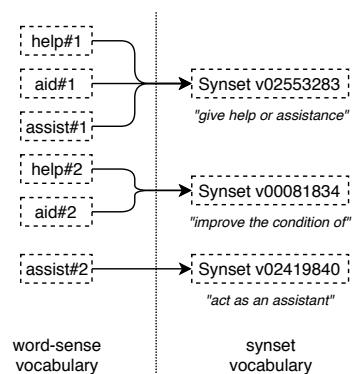 help#1
aid#1
assist#1
Synset v02553283
"give help or assistance"
help#2
aid#2
Synset v00081834
"improve the condition of"
assist#2
Synset v02419840
"act as an assistant"
word-sense
vocabulary
synset
vocabulary